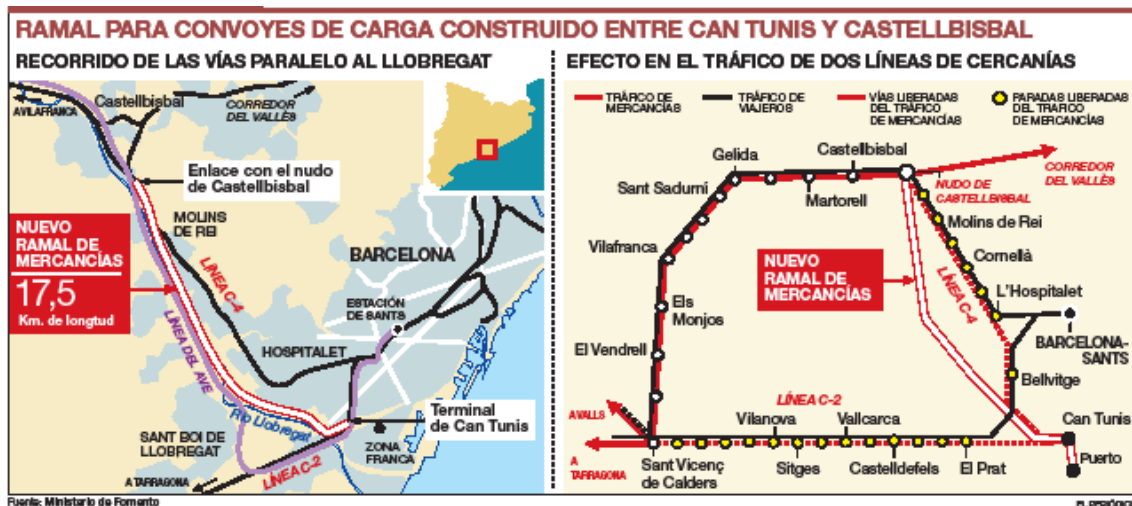 RAMAL PARA CONVOYES DE CARGA CONSTRUIDO ENTRE CAN TUNIS Y CASTELLBISBAL
RECORRIDO DE LAS VÍAS PARALELO AL LLOBREGAT
A VILAFRANCA
Castellbisbal
CORREDOR
DEL VALLÈS
Enlace con el nudo
de Castellbisbal
MOLINS
DE REI
NUEVO
RAMAL DE
MERCANCÍAS
17,5
Km. de longtud
LÍNEA C-4
LÍNEA DEL AVE
BARCELONA
ESTACIÓN
DE SANTS
HOSPITALET
Río Llobregat
Terminal
de Can Tunis
SANT BOI DE
LLOBREGAT
ZONA
FRANCA
LÍNEA C-2
A TARRAGONA
Fuente: Ministerio de Fomento
EFECTO EN EL TRÁFICO DE DOS LÍNEAS DE CERCANÍAS
TRÁFICO DE
MERCANCÍAS
TRÁFICO DE
VIAJEROS
VÍAS LIBERADAS
DEL TRÁFICO
DE MERCANCÍAS
PARADAS LIBERADAS
DEL TRÁFICO
DE MERCANCÍAS
Castellbisbal
Gelida
CORREDOR
DEL VALLÈS
Sant Sadurní
Martorell
NUDO DE
CASTELLBISBAL
Molins de Rei
Vilafranca
Cornellà
NUEVO
RAMAL DE
MERCANCÍAS
LÍNEA C-4
L'Hospitalet
Els
Monjos
BARCELONA-
SANTS
El Vendrell
Bellvitge
LÍNEA C-2
A VALLS
Vilanova
Vallcarca
Can Tunis
A
TARRAGONA
Sant Vicenç
de Calders
Sitges
Castelldefels
El Prat
Puerto
EL PERIÓDICO